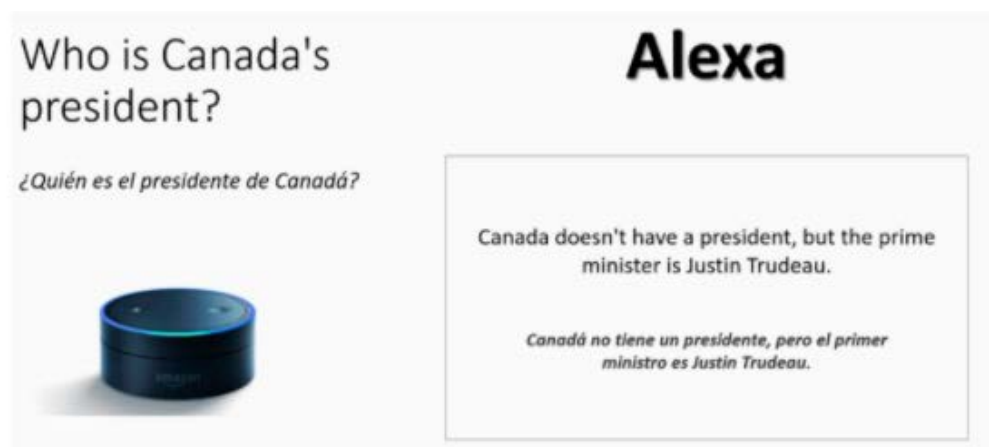 Who is Canada's
president?
¿Quién es el presidente de Canadá?
Alexa
Canada doesn't have a president, but the prime
minister is Justin Trudeau.
Canadá no tiene un presidente, pero el primer
ministro es Justin Trudeau.
amazon